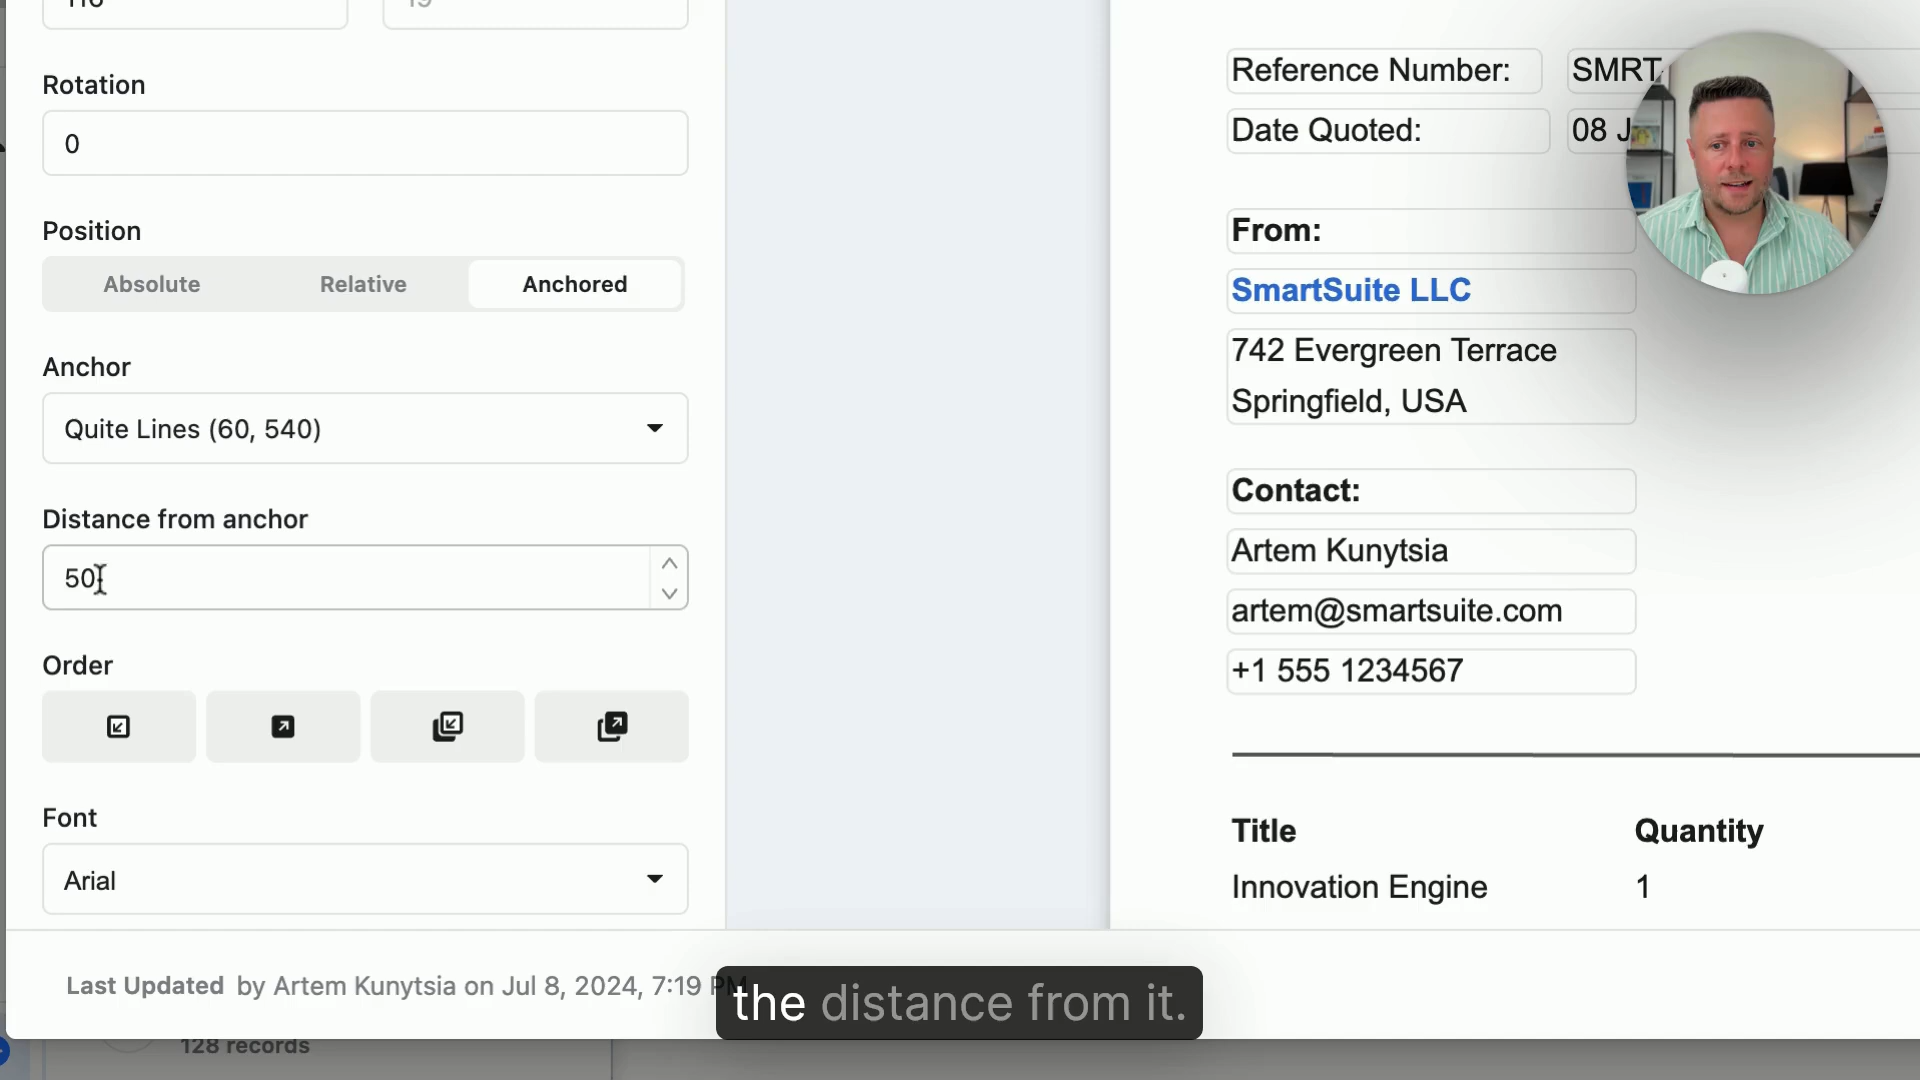 Rotation
0
Position
Absolute Relative Anchored
Anchor
Quite Lines (60, 540)
Distance from anchor
50
Order
Font
Arial
Last Updated by Artem Kunytsia on Jul 8, 2024, 7:19 PM
128 records
Reference Number: SMRT
Date Quoted: 08 J
From:
SmartSuite LLC
742 Evergreen Terrace
Springfield, USA
Contact:
Artem Kunytsia
artem@smartsuite.com
+1 555 1234567
Title Quantity
Innovation Engine 1
the distance from it.